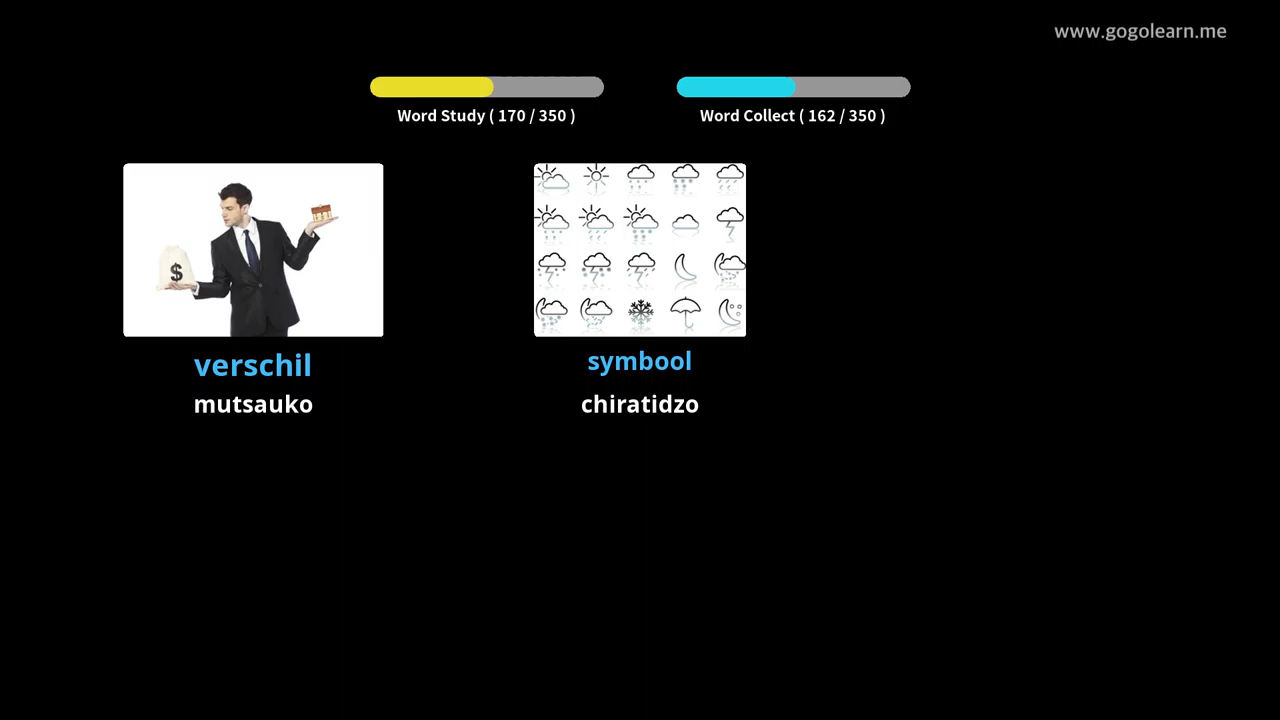 www.gogolearn.me
Word Study ( 170 / 350 )
Word Collect ( 162 / 350 )
$
verschil
mutsauko
symbool
chiratidzo